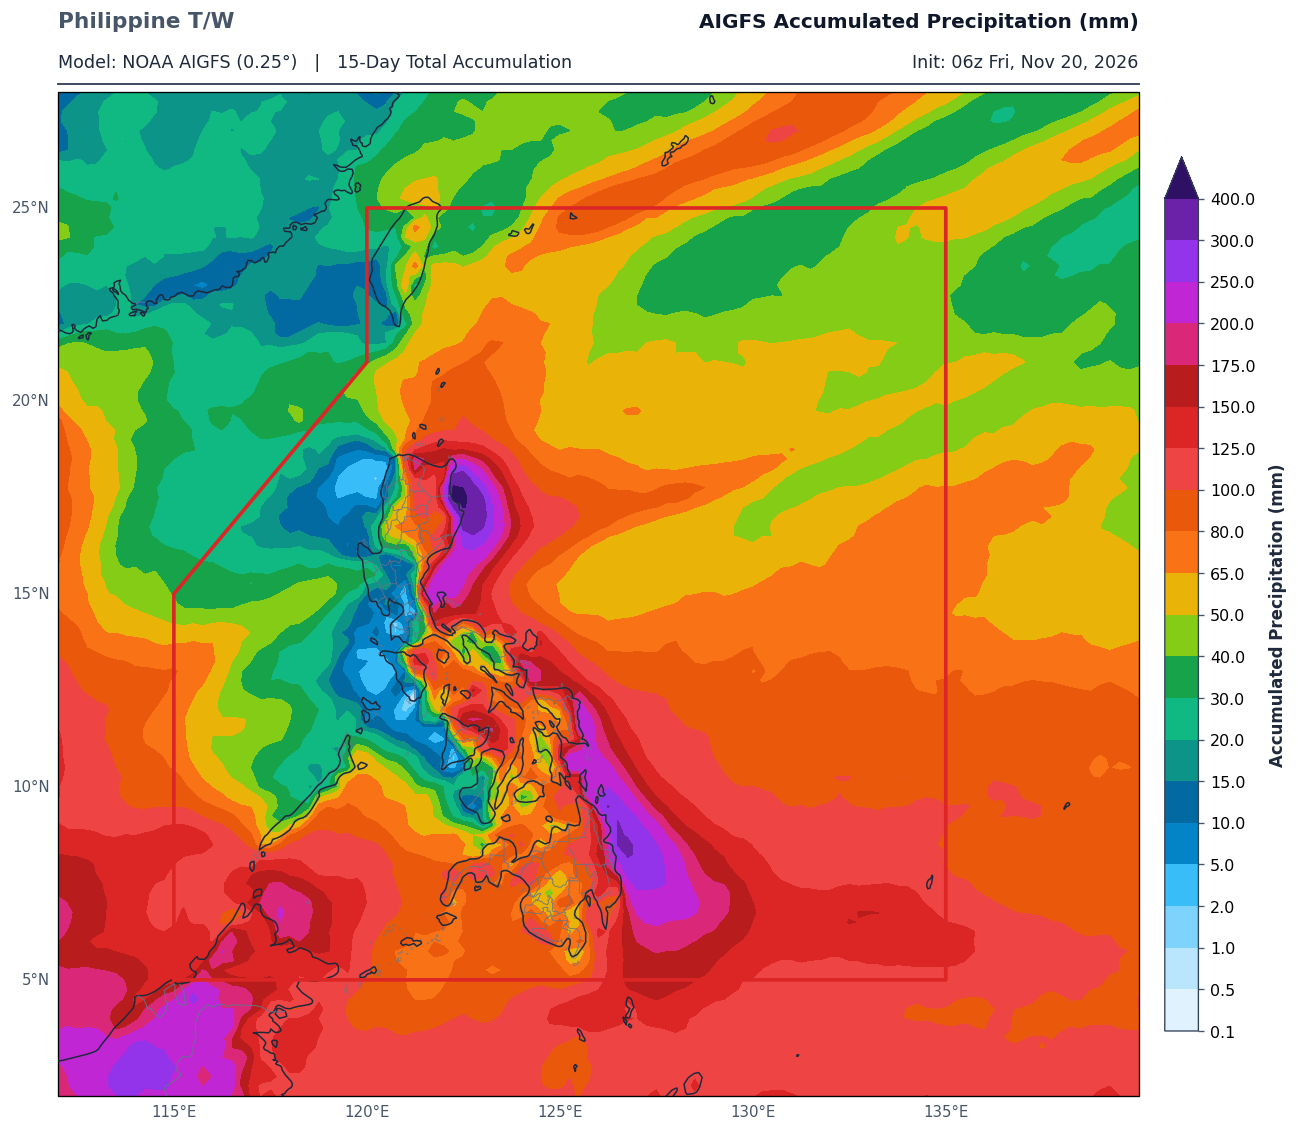 Philippine T/W
AIGFS Accumulated Precipitation (mm)
Model: NOAA AIGFS (0.25°)   |   15-Day Total Accumulation
Init: 06z Fri, Nov 20, 2026
25°N
20°N
15°N
10°N
5°N
115°E
120°E
125°E
130°E
135°E
400.0
300.0
250.0
200.0
175.0
150.0
125.0
100.0
80.0
65.0
50.0
40.0
30.0
20.0
15.0
10.0
5.0
2.0
1.0
0.5
0.1
Accumulated Precipitation (mm)